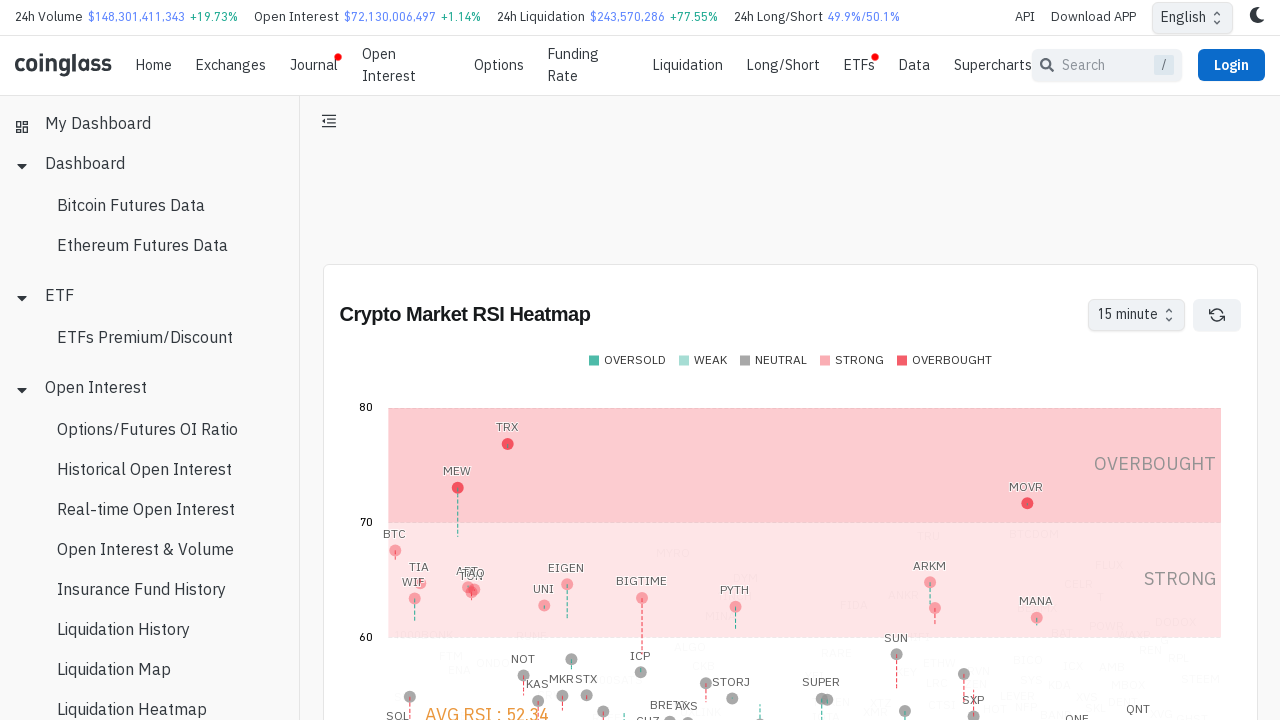 24h Volume $148,301,411,343 +19.73% Open Interest $72,130,006,497 +1.14% 24h Liquidation $243,570,286 +77.55% 24h Long/Short 49.9%/50.1% API Download APP English
coinglass Home Exchanges Journal Open Interest Options Funding Rate Liquidation Long/Short ETFs Data Supercharts Search / Login
My Dashboard
Dashboard
Bitcoin Futures Data
Ethereum Futures Data
ETF
ETFs Premium/Discount
Open Interest
Options/Futures OI Ratio
Historical Open Interest
Real-time Open Interest
Open Interest & Volume
Insurance Fund History
Liquidation History
Liquidation Map
Liquidation Heatmap
Crypto Market RSI Heatmap 15 minute
OVERSOLD WEAK NEUTRAL STRONG OVERBOUGHT
80
TRX
OVERBOUGHT
MEW
MOVR
70
BTC
TIA EIGEN ARKM
STRONG
WIF TON BIGTIME
UNI PYTH
MANA
60
SUN
NOT ICP
KAS MKR STX STORJ SUPER
SXP
BRETT AXS
QNT
SOL AVG RSI : 52.34
ONE